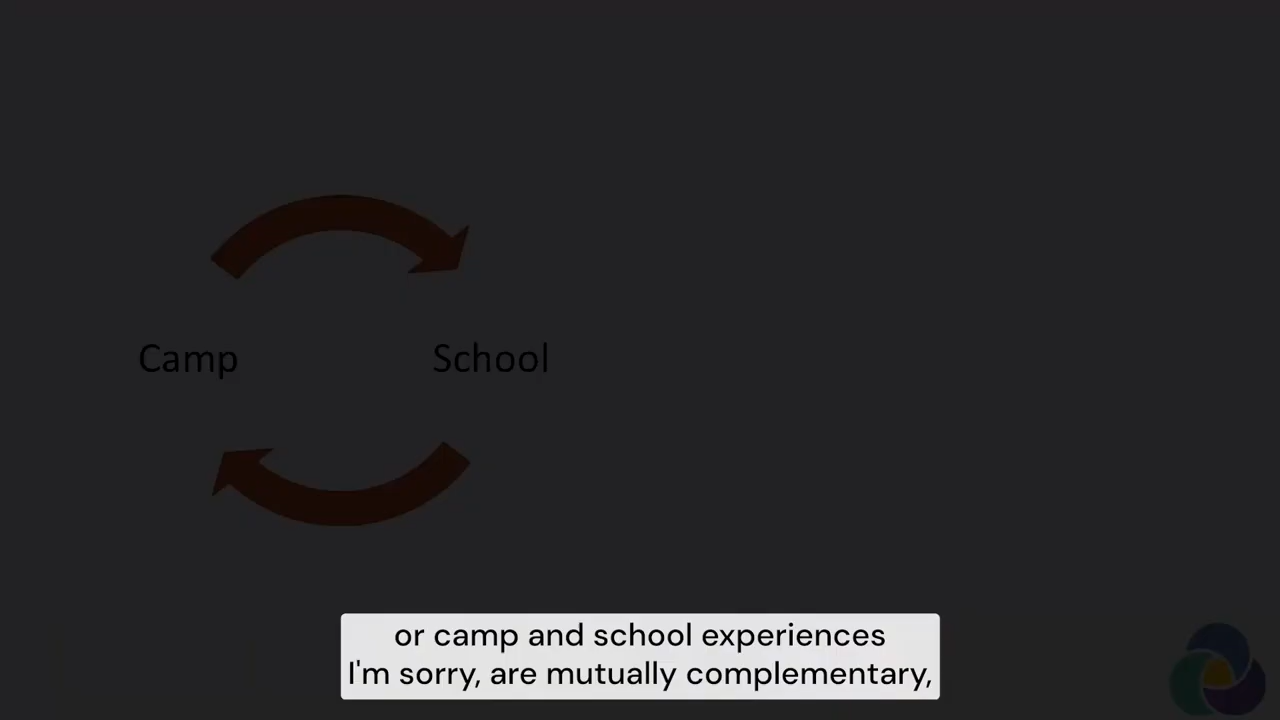 Camp School
or camp and school experiences
I'm sorry, are mutually complementary,